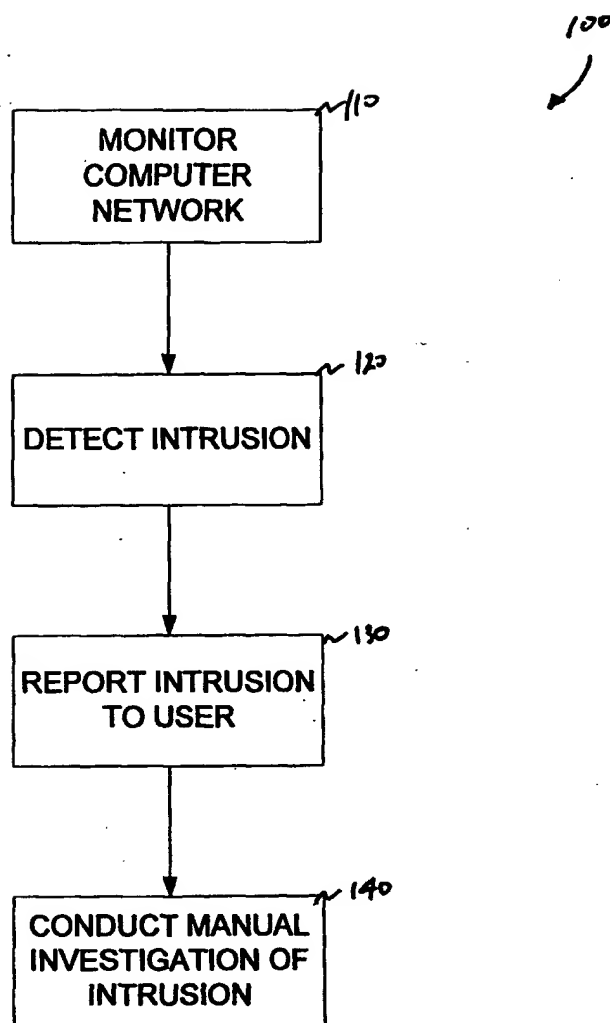 100
110
MONITOR
COMPUTER
NETWORK
120
DETECT INTRUSION
130
REPORT INTRUSION
TO USER
140
CONDUCT MANUAL
INVESTIGATION OF
INTRUSION